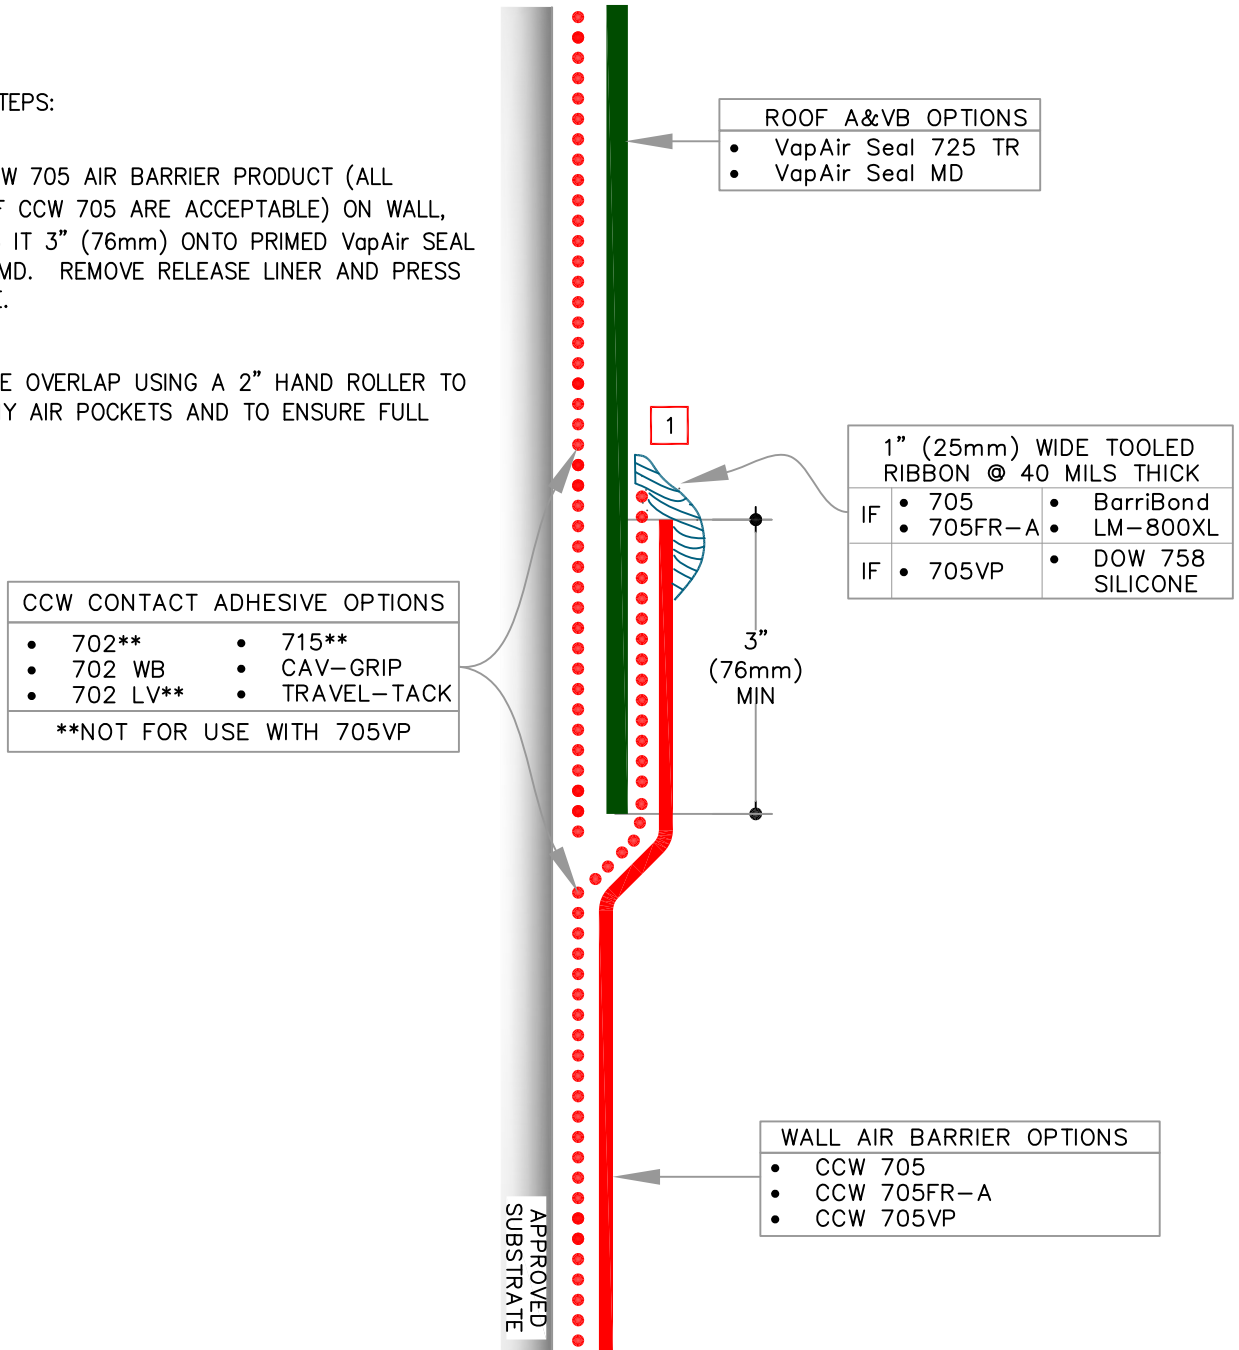 TEPS:
W 705 AIR BARRIER PRODUCT (ALL
F CCW 705 ARE ACCEPTABLE) ON WALL,
IT 3" (76mm) ONTO PRIMED VapAir SEAL
MD. REMOVE RELEASE LINER AND PRESS
E OVERLAP USING A 2" HAND ROLLER TO
Y AIR POCKETS AND TO ENSURE FULL
ROOF A&VB OPTIONS
• VapAir Seal 725 TR
• VapAir Seal MD
1
1" (25mm) WIDE TOOLED
RIBBON @ 40 MILS THICK
IF • 705 • BarriBond
• 705FR-A • LM-800XL
IF • 705VP • DOW 758
SILICONE
3"
(76mm)
MIN
CCW CONTACT ADHESIVE OPTIONS
• 702** • 715**
• 702 WB • CAV-GRIP
• 702 LV** • TRAVEL-TACK
**NOT FOR USE WITH 705VP
WALL AIR BARRIER OPTIONS
• CCW 705
• CCW 705FR-A
• CCW 705VP
APPROVED
SUBSTRATE